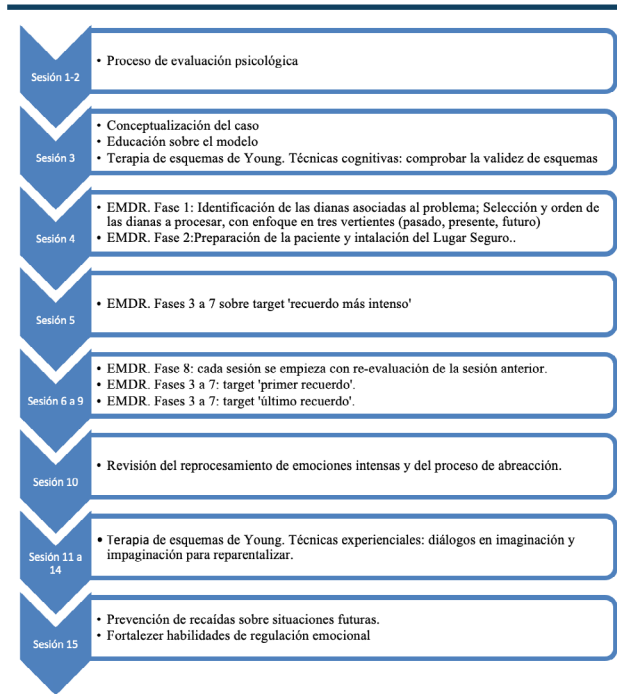 Sesión 1-2
• Proceso de evaluación psicológica
Sesión 3
• Conceptualización del caso
• Educación sobre el modelo
• Terapia de esquemas de Young. Técnicas cognitivas: comprobar la validez de esquemas
Sesión 4
• EMDR. Fase 1: Identificación de las dianas asociadas al problema; Selección y orden de
las dianas a procesar, con enfoque en tres vertientes (pasado, presente, futuro)
• EMDR. Fase 2:Preparación de la paciente y intalación del Lugar Seguro..
Sesión 5
• EMDR. Fases 3 a 7 sobre target 'recuerdo más intenso'
Sesión 6 a 9
• EMDR. Fase 8: cada sesión se empieza con re-evaluación de la sesión anterior.
• EMDR. Fases 3 a 7: target 'primer recuerdo'.
• EMDR. Fases 3 a 7: target 'último recuerdo'.
Sesión 10
• Revisión del reprocesamiento de emociones intensas y del proceso de abreacción.
Sesión 11 a
14
• Terapia de esquemas de Young. Técnicas experienciales: diálogos en imaginación y
impaginación para reparentalizar.
Sesión 15
• Prevención de recaídas sobre situaciones futuras.
• Fortalezer habilidades de regulación emocional